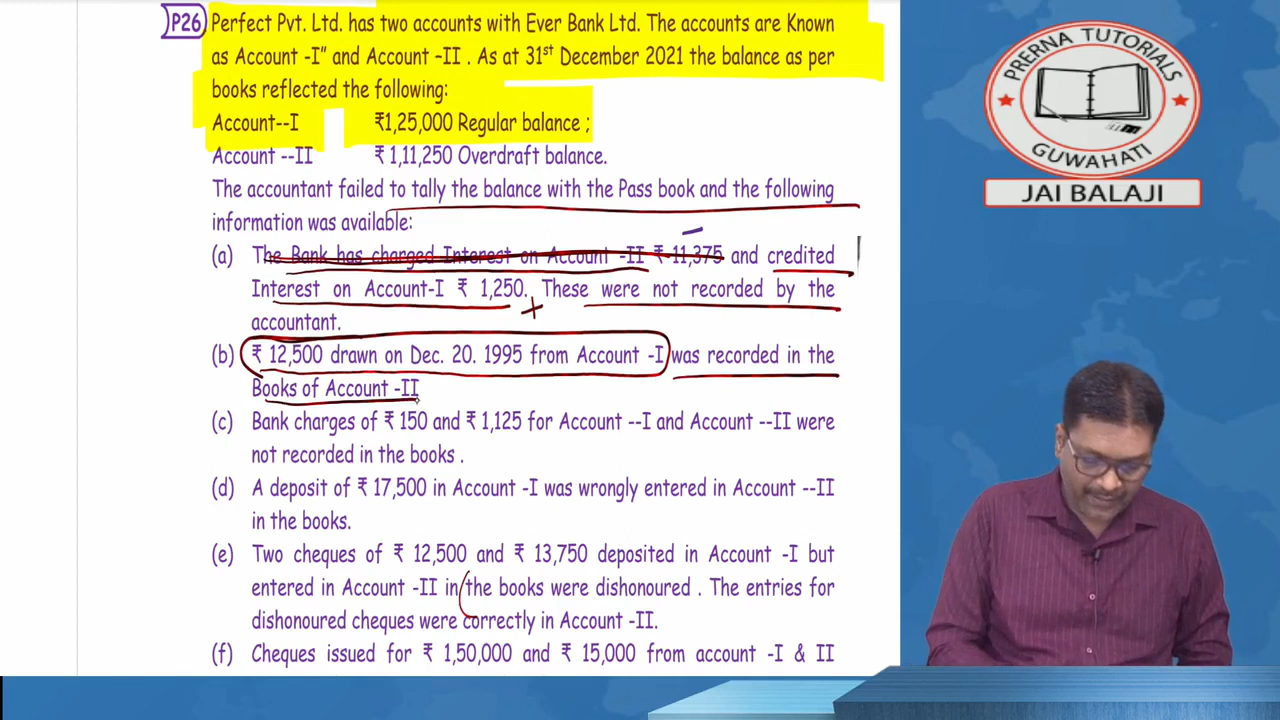 P26 Perfect Pvt. Ltd. has two accounts with Ever Bank Ltd. The accounts are Known
as Account -I" and Account –II . As at 31st December 2021 the balance as per
books reflected the following:
Account--I ₹1,25,000 Regular balance ;
Account --II ₹ 1,11,250 Overdraft balance.
The accountant failed to tally the balance with the Pass book and the following
information was available:
(a) The Bank has charged Interest on Account -II ₹ 11,375 and credited
Interest on Account-I ₹ 1,250. These were not recorded by the
accountant.
(b) ₹ 12,500 drawn on Dec. 20. 1995 from Account -I was recorded in the
Books of Account -II
(c) Bank charges of ₹ 150 and ₹ 1,125 for Account --I and Account --II were
not recorded in the books .
(d) A deposit of ₹ 17,500 in Account -I was wrongly entered in Account --II
in the books.
(e) Two cheques of ₹ 12,500 and ₹ 13,750 deposited in Account -I but
entered in Account -II in the books were dishonoured . The entries for
dishonoured cheques were correctly in Account -II.
(f) Cheques issued for ₹ 1,50,000 and ₹ 15,000 from account -I & II
PRERNA TUTORIALS
GUWAHATI
JAI BALAJI